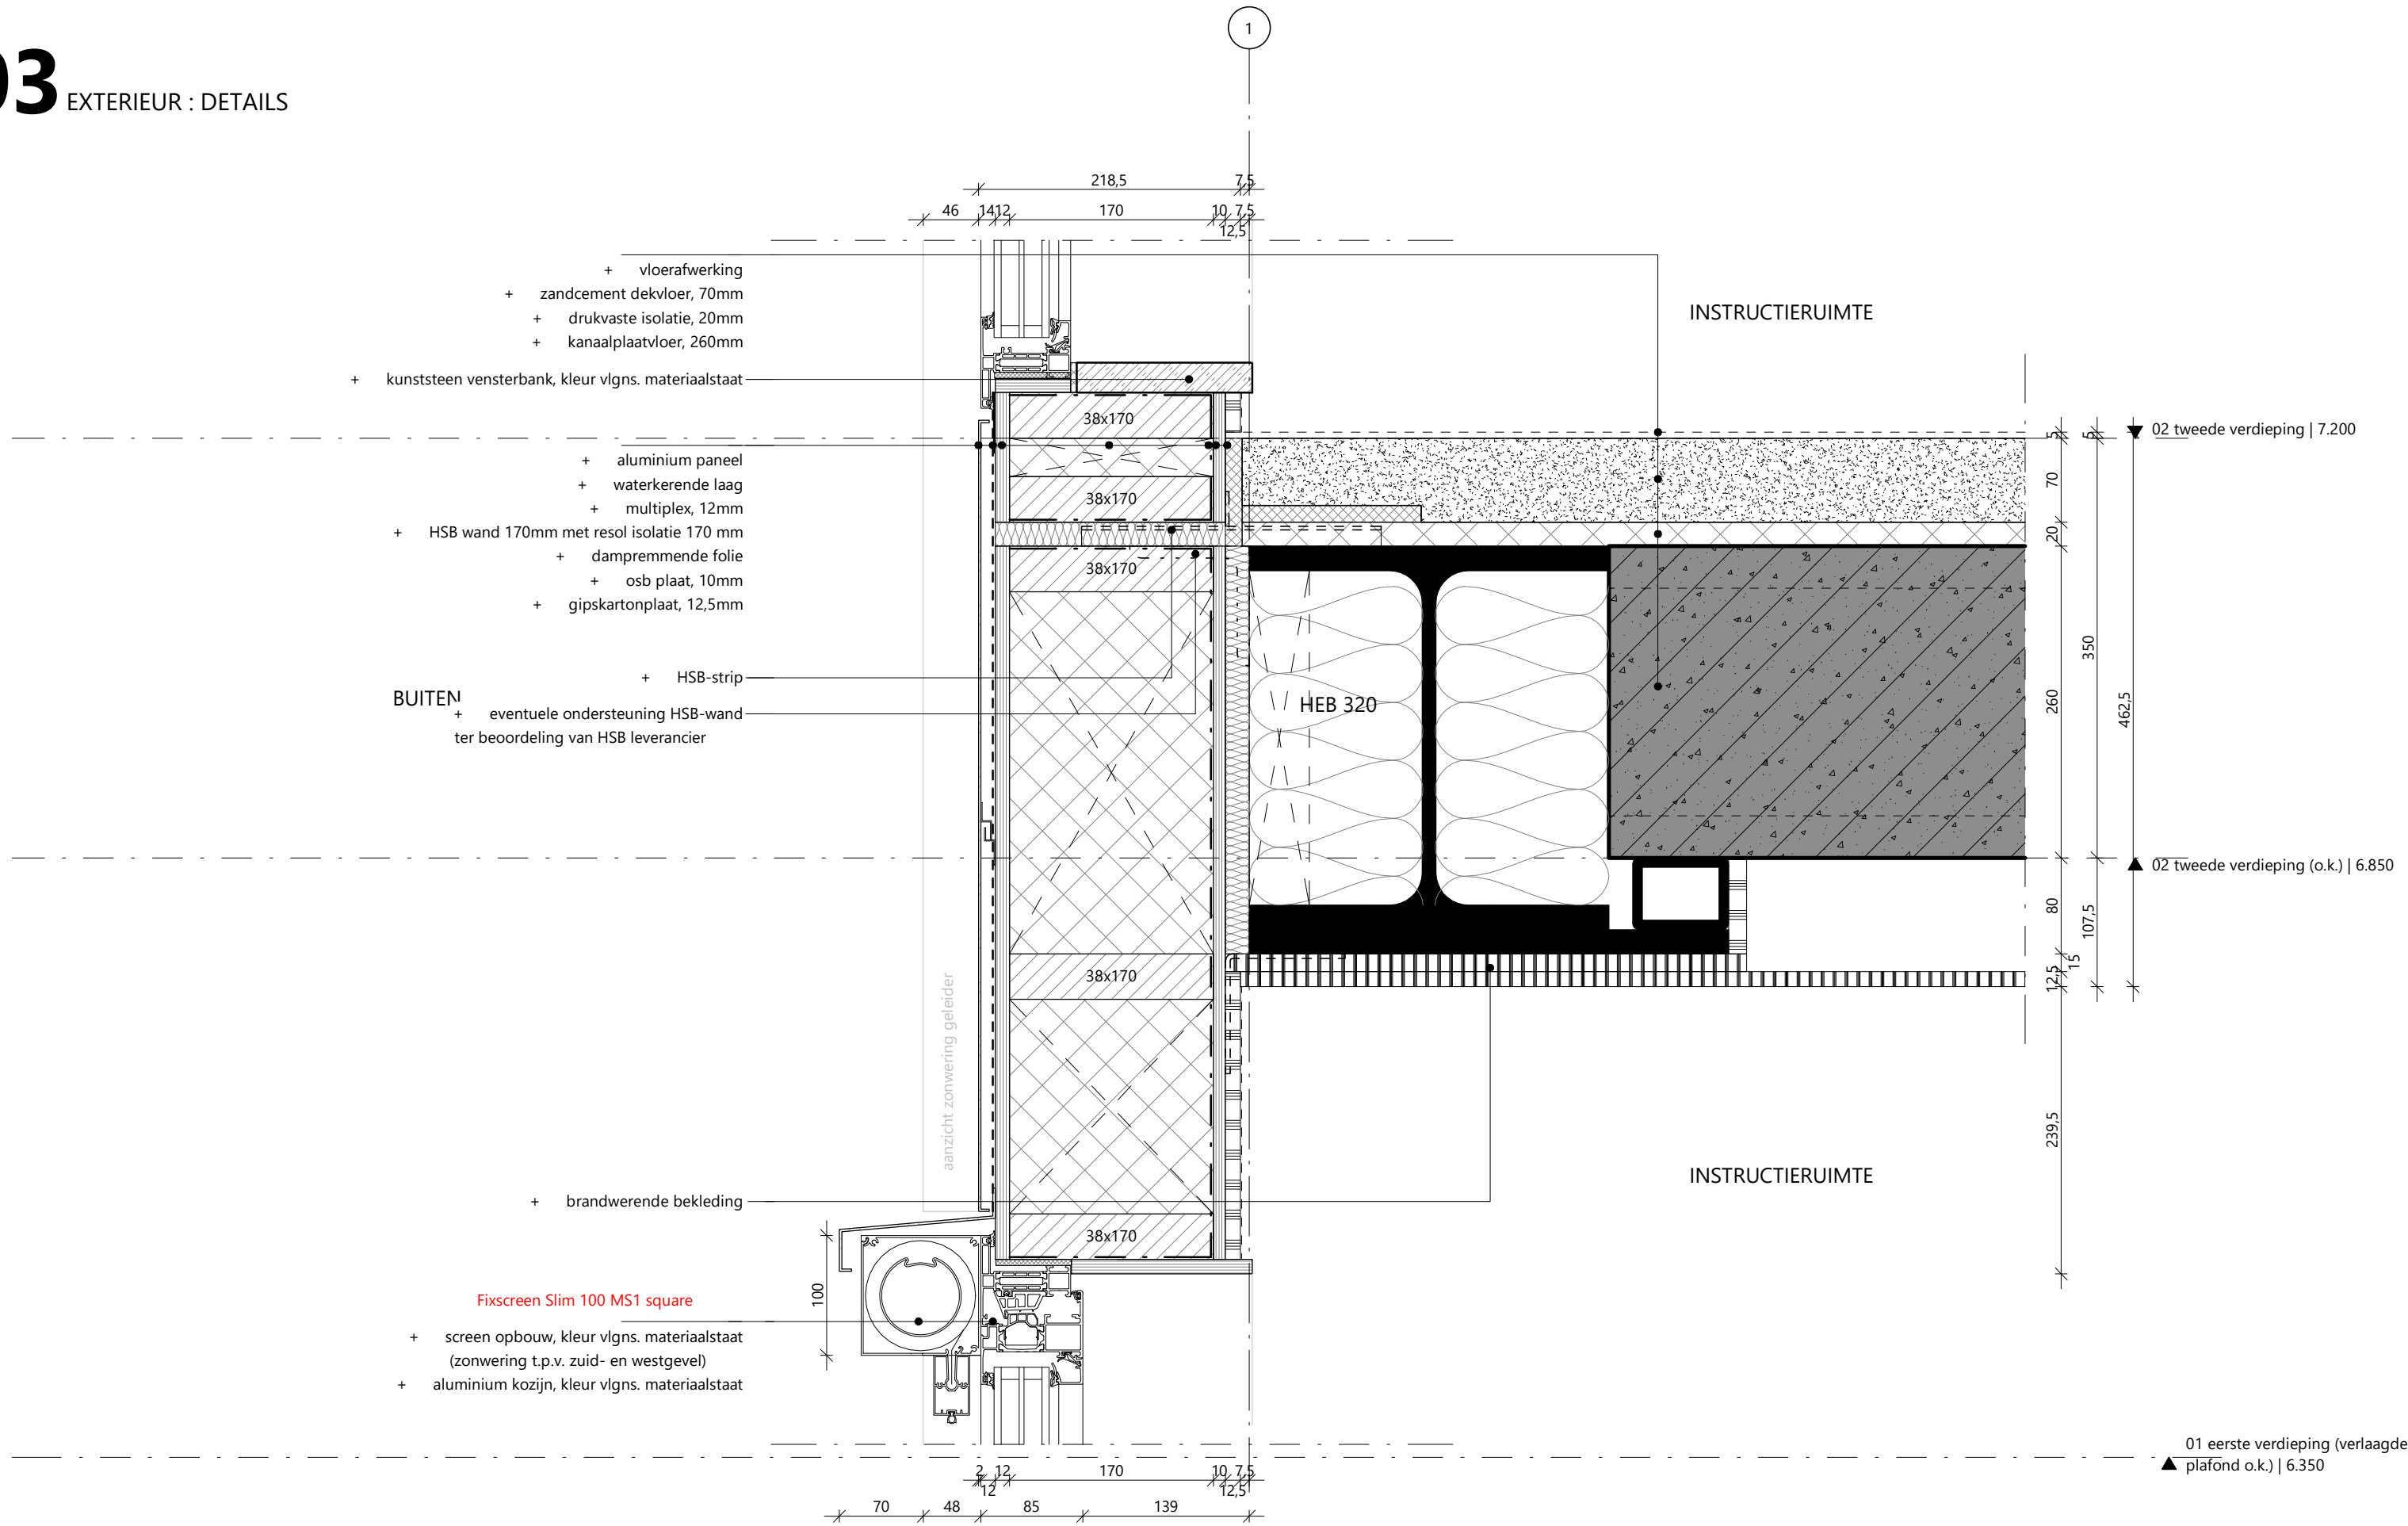 1
03 EXTERIEUR : DETAILS
218,5 7,5
46 14 12 170 10 7,5
12,5
+ vloerafwerking
+ zandcement dekvloer, 70mm
+ drukvaste isolatie, 20mm
+ kanaalplaatvloer, 260mm
INSTRUCTIERUIMTE
+ kunststeen vensterbank, kleur vlgns. materiaalstaat
38x170
02 tweede verdieping | 7.200
5 5
+ aluminium paneel
+ waterkerende laag
+ multiplex, 12mm
+ HSB wand 170mm met resol isolatie 170 mm
+ dampremmende folie
+ osb plaat, 10mm
+ gipskartonplaat, 12,5mm
38x170
70
20
38x170
+ HSB-strip
BUITEN
+ eventuele ondersteuning HSB-wand
ter beoordeling van HSB leverancier
HEB 320
260
350
462,5
02 tweede verdieping (o.k.) | 6.850
80
107,5
15
12,5
38x170
aanzicht zonwering geleider
239,5
INSTRUCTIERUIMTE
+ brandwerende bekleding
38x170
100
Fixscreen Slim 100 MS1 square
+ screen opbouw, kleur vlgns. materiaalstaat
(zonwering t.p.v. zuid- en westgevel)
+ aluminium kozijn, kleur vlgns. materiaalstaat
01 eerste verdieping (verlaagde
plafond o.k.) | 6.350
2 12 170 10 7,5
12 12,5
70 48 85 139